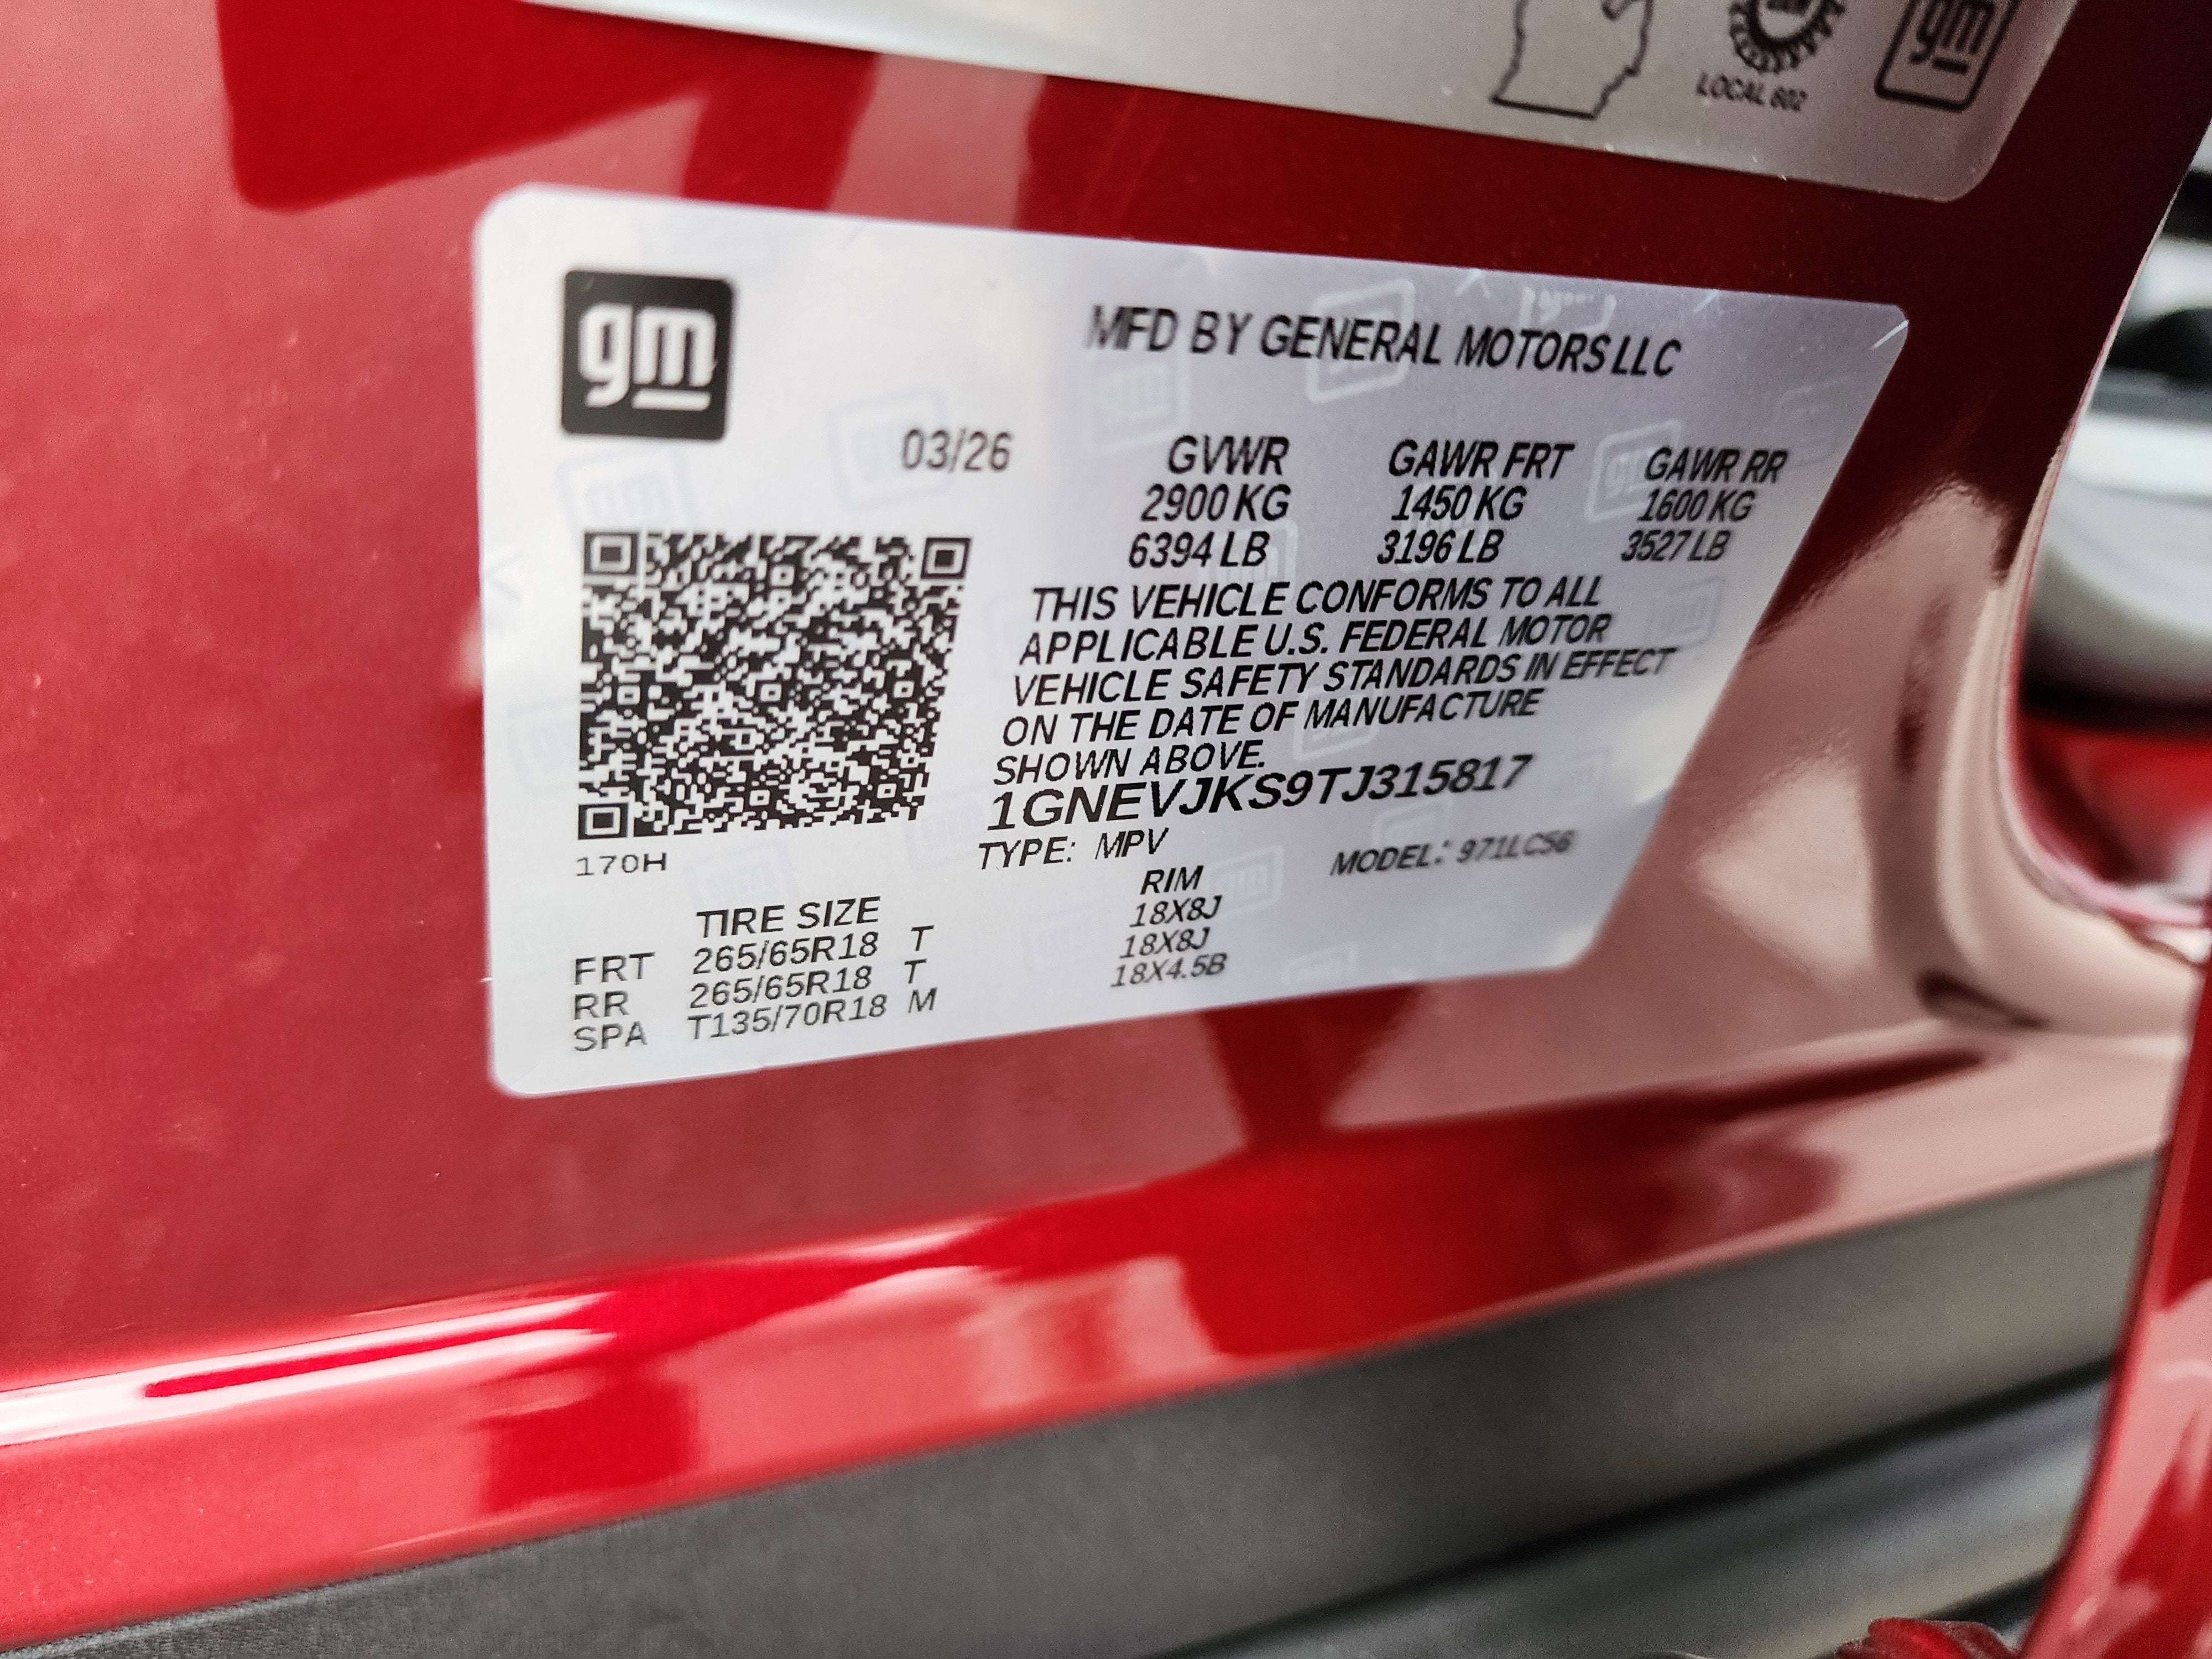 LOCAL 602
gm
gm
MFD BY GENERAL MOTORS LLC
03/26
GVWR GAWR FRT GAWR RR
2900 KG 1450 KG 1600 KG
6394 LB 3196 LB 3527 LB
THIS VEHICLE CONFORMS TO ALL
APPLICABLE U.S. FEDERAL MOTOR
VEHICLE SAFETY STANDARDS IN EFFECT
ON THE DATE OF MANUFACTURE
SHOWN ABOVE.
1GNEVJKS9TJ315817
170H
TYPE: MPV MODEL: 971LC56
TIRE SIZE RIM
FRT 265/65R18 T 18X8J
RR 265/65R18 T 18X8J
SPA T135/70R18 M 18X4.5B